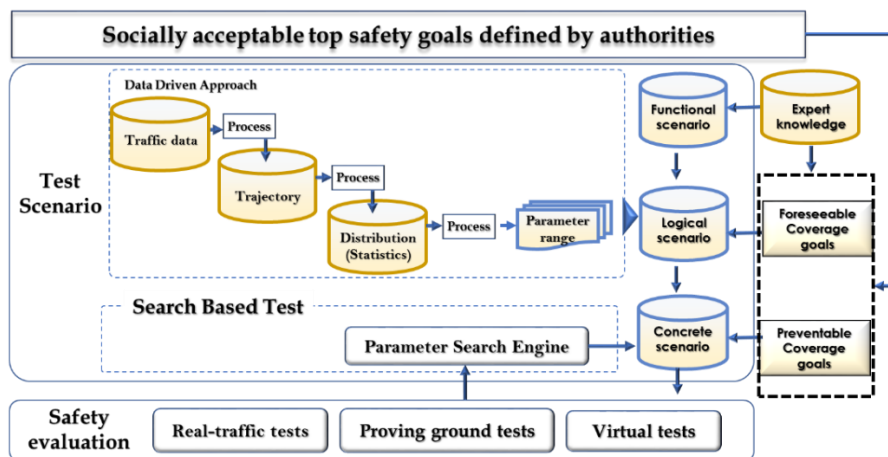 Socially acceptable top safety goals defined by authorities
Data Driven Approach
Traffic data
Process
Trajectory
Process
Distribution
(Statistics)
Process
Parameter
range
Test
Scenario
Functional
scenario
Expert
knowledge
Logical
scenario
Foreseeable
Coverage
goals
Search Based Test
Parameter Search Engine
Concrete
scenario
Preventable
Coverage
goals
Safety
evaluation
Real-traffic tests
Proving ground tests
Virtual tests